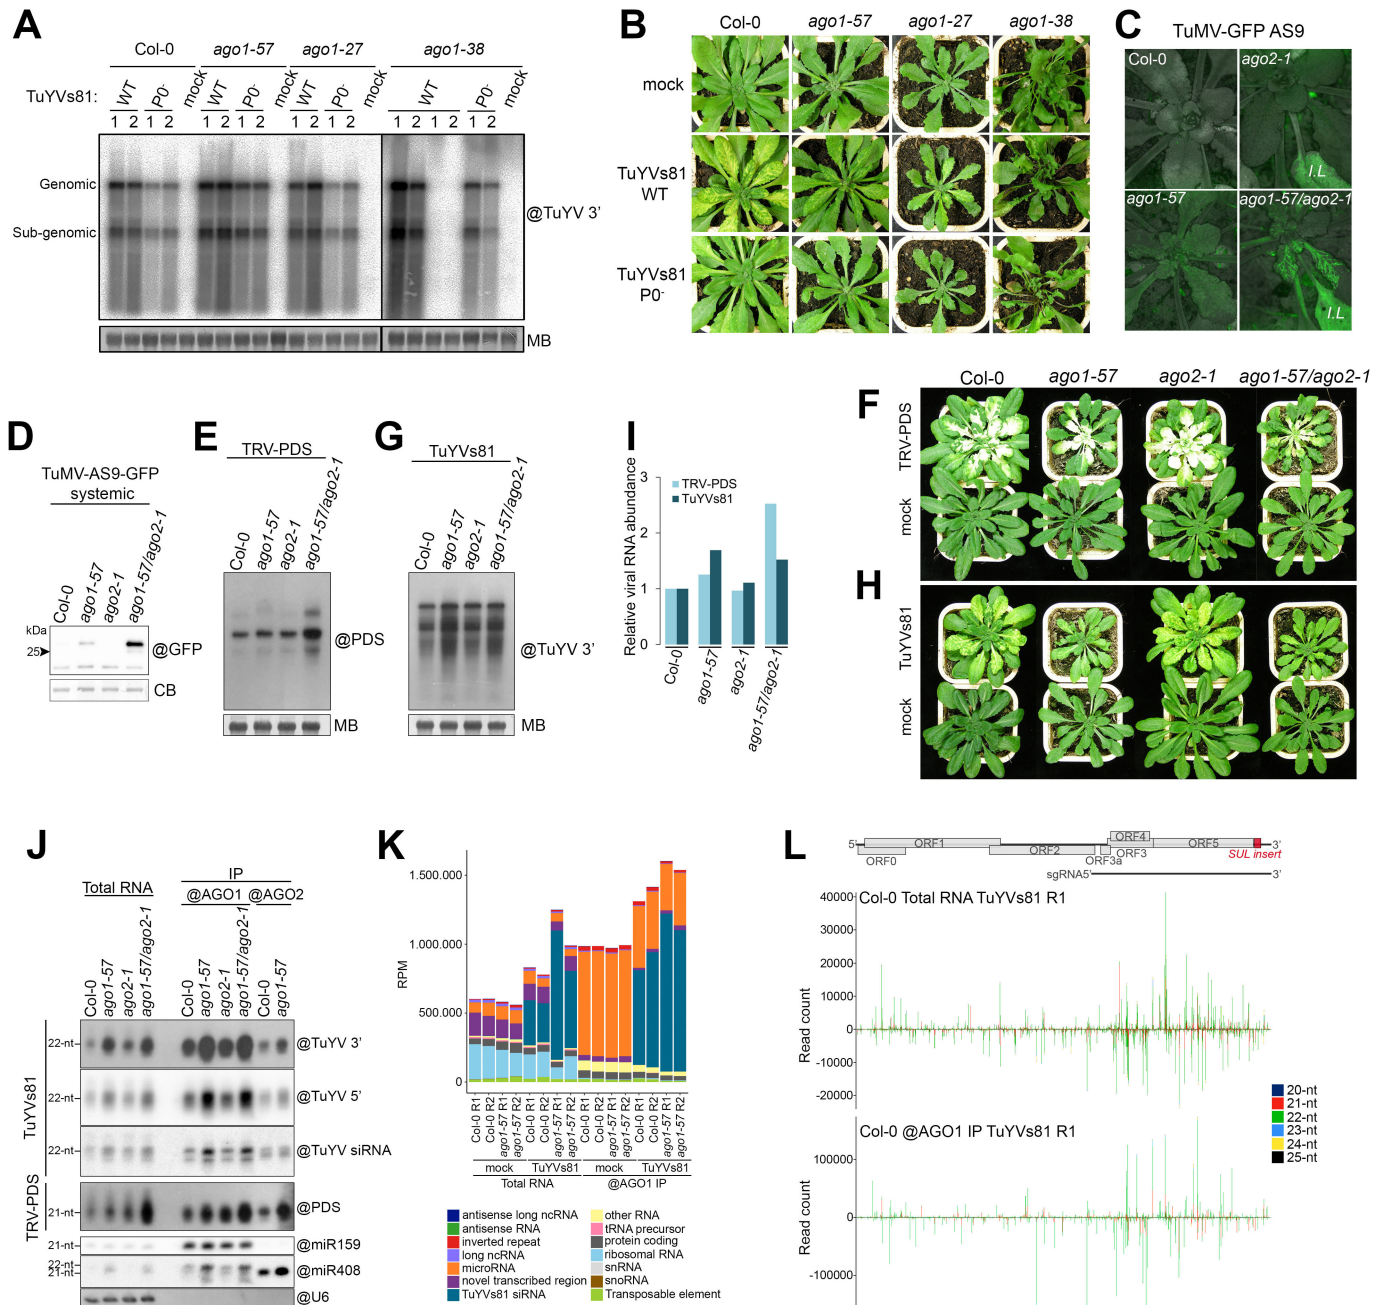 A
Col-0 ago1-57 ago1-27 ago1-38
TuYVs81: WT P0- mock WT P0- mock WT P0- mock WT P0- mock
1 2 1 2 1 2 1 2 1 2 1 2 1 2 1 1 2
Genomic
Sub-genomic
@TuYV 3'
MB
B
Col-0 ago1-57 ago1-27 ago1-38
mock
TuYVs81
WT
TuYVs81
P0-
C
TuMV-GFP AS9
Col-0 ago2-1
I.L
ago1-57 ago1-57/ago2-1
I.L
D
TuMV-AS9-GFP
systemic
Col-0 ago1-57 ago2-1 ago1-57/ago2-1
kDa
25
@GFP
CB
E
TRV-PDS
Col-0 ago1-57 ago2-1 ago1-57/ago2-1
@PDS
MB
G
TuYVs81
Col-0 ago1-57 ago2-1 ago1-57/ago2-1
@TuYV 3'
MB
I
Relative viral RNA abundance
3
2
1
0
TRV-PDS
TuYVs81
Col-0 ago1-57 ago2-1 ago1-57/ago2-1
F
Col-0 ago1-57 ago2-1 ago1-57/ago2-1
TRV-PDS
mock
H
TuYVs81
mock
J
Total RNA
IP
@AGO1 @AGO2
Col-0 ago1-57 ago2-1 ago1-57/ago2-1 Col-0 ago1-57 ago2-1 ago1-57/ago2-1 Col-0 ago1-57
TuYVs81
22-nt @TuYV 3'
22-nt @TuYV 5'
22-nt @TuYV siRNA
TRV-PDS
21-nt @PDS
21-nt @miR159
22-nt
21-nt @miR408
@U6
K
RPM
1.500.000
1.000.000
500.000
0
Col-0 R1 Col-0 R2 ago1-57 R1 ago1-57 R2 Col-0 R1 Col-0 R2 ago1-57 R1 ago1-57 R2 Col-0 R1 Col-0 R2 ago1-57 R1 ago1-57 R2 Col-0 R1 Col-0 R2 ago1-57 R1 ago1-57 R2
mock TuYVs81 mock TuYVs81
Total RNA @AGO1 IP
antisense long ncRNA
antisense RNA
inverted repeat
long ncRNA
microRNA
novel transcribed region
TuYVs81 siRNA
other RNA
tRNA precursor
protein coding
ribosomal RNA
snRNA
snoRNA
Transposable element
L
5' ORF1 ORF4 ORF5 3'
ORF0 ORF2 ORF3a ORF3 SUL insert
sgRNA5' 3'
Col-0 Total RNA TuYVs81 R1
Read count
40000
30000
20000
10000
0
-10000
-20000
Col-0 @AGO1 IP TuYVs81 R1
Read count
100000
0
-100000
20-nt
21-nt
22-nt
23-nt
24-nt
25-nt